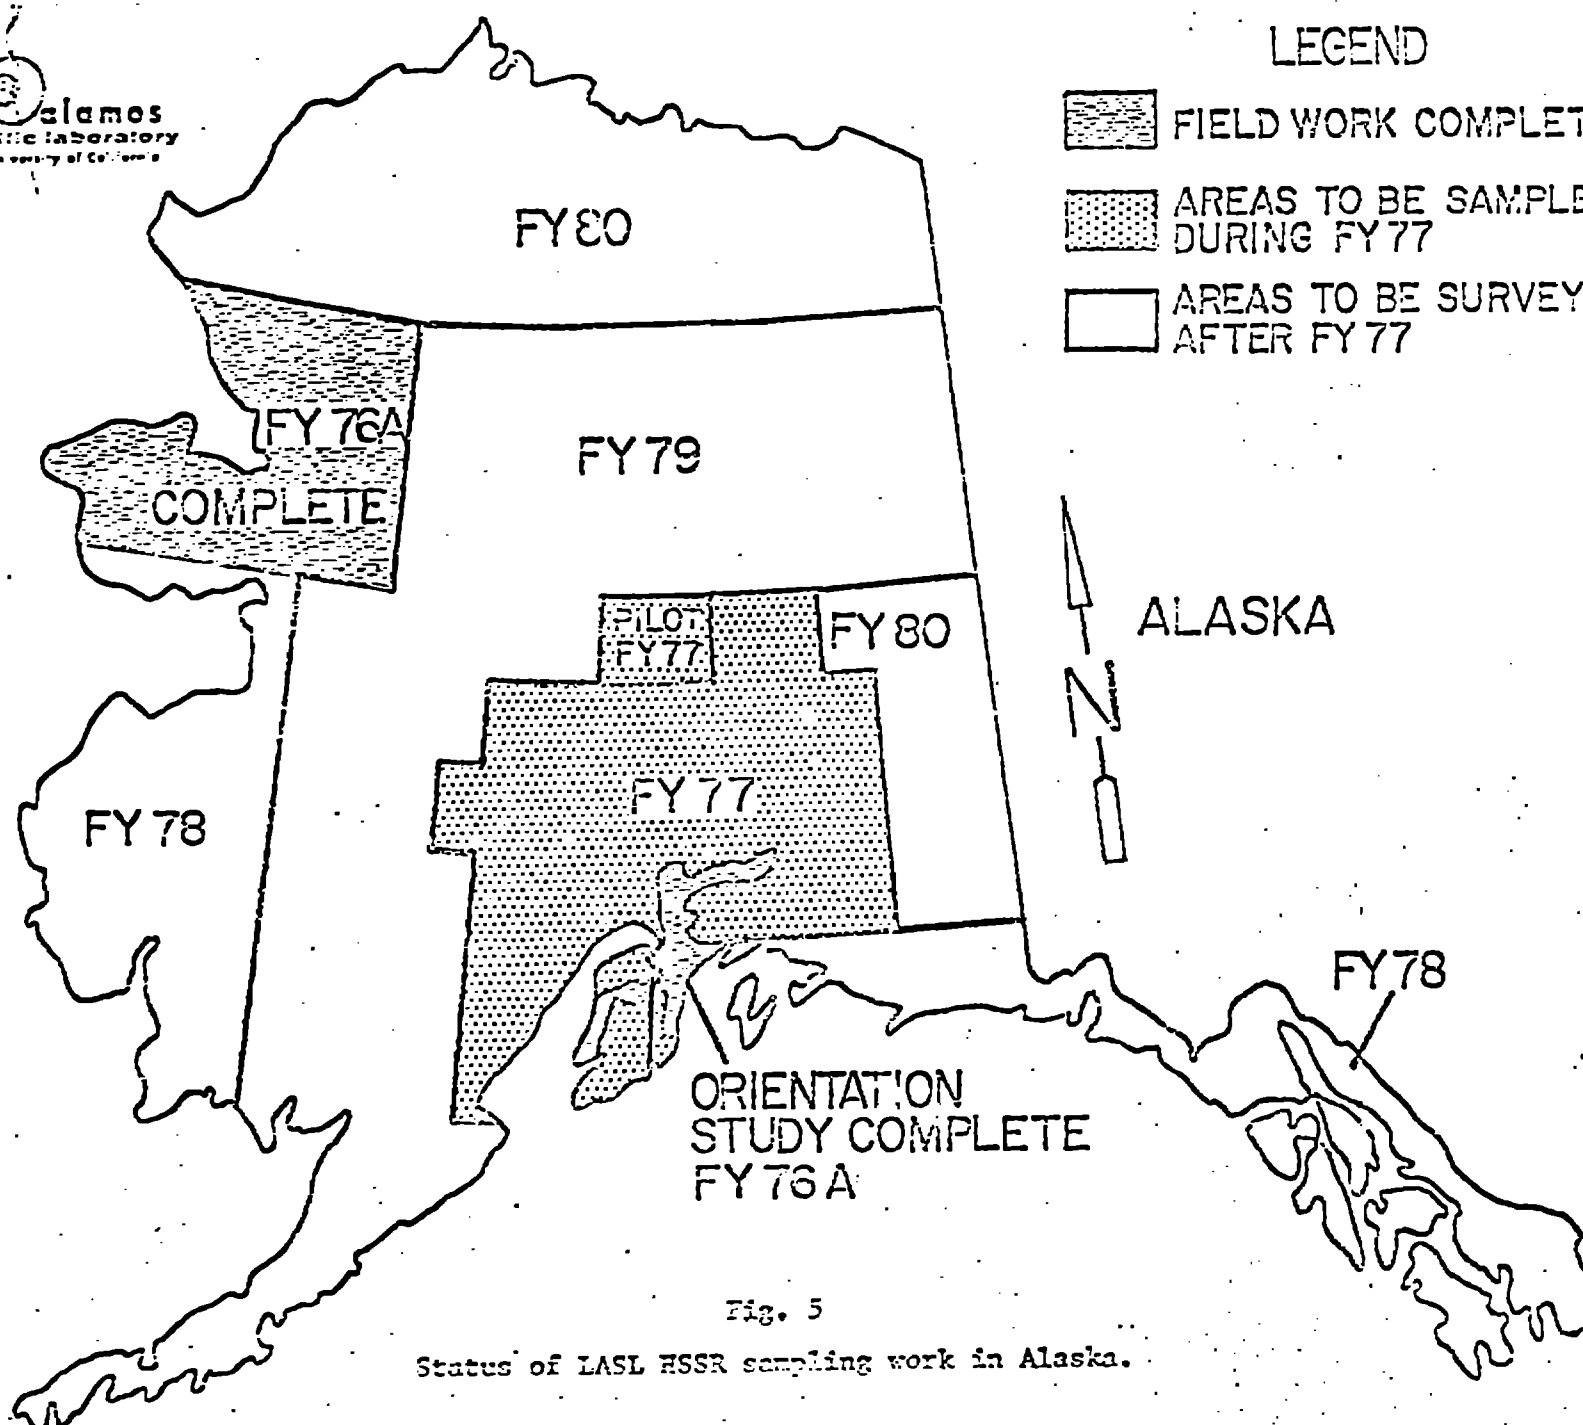 alamos
laboratory
LEGEND
FIELD WORK COMPLET
AREAS TO BE SAMPLE
DURING FY 77
AREAS TO BE SURVEY
AFTER FY 77
FY 80
FY 76A
COMPLETE
FY 79
PILOT
FY 77
FY 80
ALASKA
N
FY 77
FY 78
FY 78
ORIENTATION
STUDY COMPLETE
FY 76 A
Fig. 5
Status of LASL HSSR sampling work in Alaska.